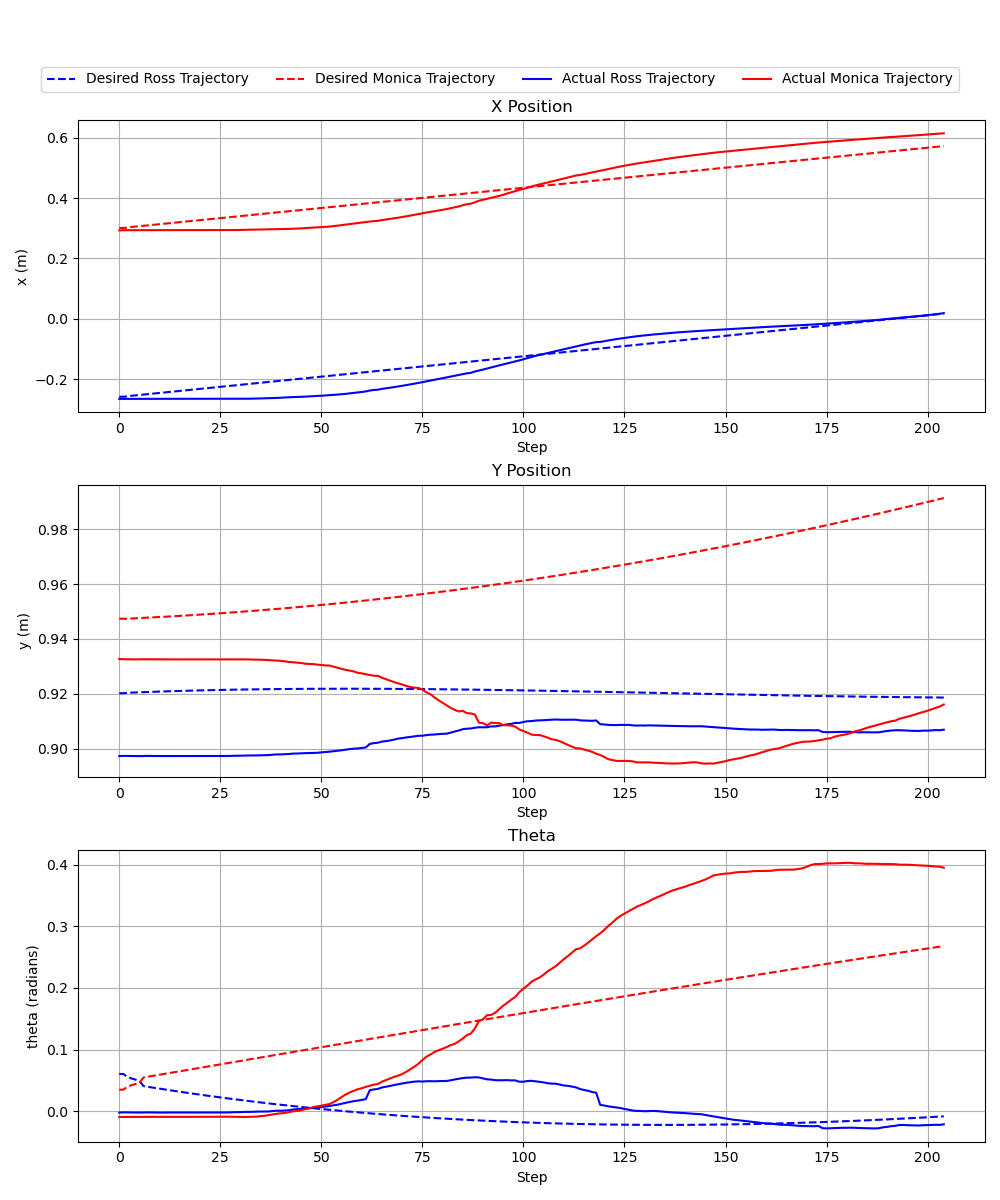 Desired Ross Trajectory Desired Monica Trajectory Actual Ross Trajectory Actual Monica Trajectory
X Position
0.6
0.4
0.2
0.0
−0.2
x (m)
0 25 50 75 100 125 150 175 200
Step
Y Position
0.98
0.96
0.94
0.92
0.90
y (m)
0 25 50 75 100 125 150 175 200
Step
Theta
0.4
0.3
0.2
0.1
0.0
theta (radians)
0 25 50 75 100 125 150 175 200
Step